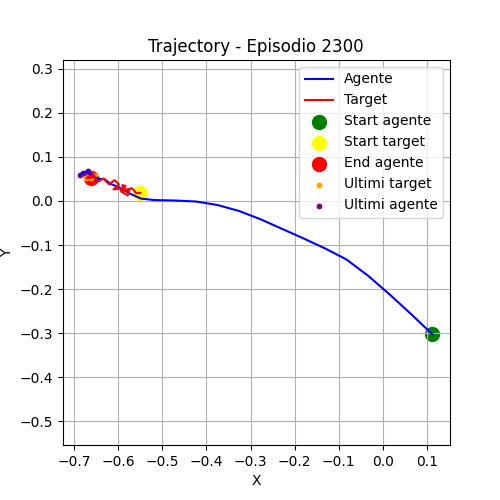 Trajectory - Episodio 2300
Agente
Target
Start agente
Start target
End agente
Ultimi target
Ultimi agente
0.3
0.2
0.1
0.0
−0.1
−0.2
−0.3
−0.4
−0.5
Y
−0.7 −0.6 −0.5 −0.4 −0.3 −0.2 −0.1 0.0 0.1
X